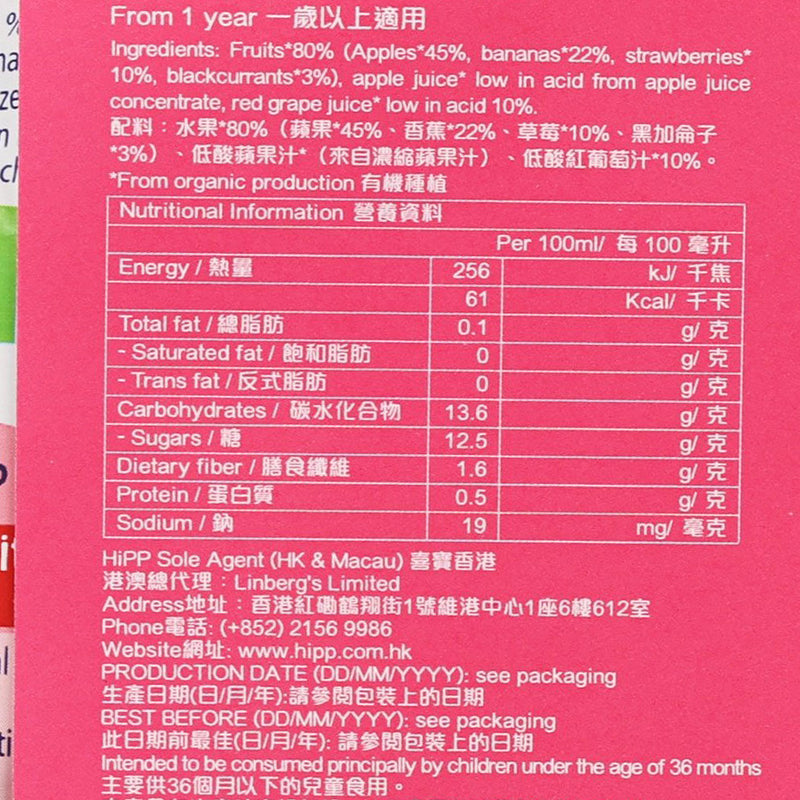 From 1 year 一歲以上適用
Ingredients: Fruits*80% (Apples*45%, bananas*22%, strawberries*
10%, blackcurrants*3%), apple juice* low in acid from apple juice
concentrate, red grape juice* low in acid 10%.
配料：水果*80%（蘋果*45%、香蕉*22%、草莓*10%、黑加侖子
*3%）、低酸蘋果汁*（來自濃縮蘋果汁）、低酸紅葡萄汁*10%。
*From organic production 有機種植
Nutritional Information 營養資料
Per 100ml/ 每 100 毫升
Energy / 熱量 256 kJ/ 千焦
61 Kcal/ 千卡
Total fat / 總脂肪 0.1 g/ 克
- Saturated fat / 飽和脂肪 0 g/ 克
- Trans fat / 反式脂肪 0 g/ 克
Carbohydrates / 碳水化合物 13.6 g/ 克
- Sugars / 糖 12.5 g/ 克
Dietary fiber / 膳食纖維 1.6 g/ 克
Protein / 蛋白質 0.5 g/ 克
Sodium / 鈉 19 mg/ 毫克
HiPP Sole Agent (HK & Macau) 喜寶香港
港澳總代理：Linberg's Limited
Address地址：香港紅磡鶴翔街1號維港中心1座6樓612室
Phone電話: (+852) 2156 9986
Website網址: www.hipp.com.hk
PRODUCTION DATE (DD/MM/YYYY): see packaging
生產日期(日/月/年):請參閱包裝上的日期
BEST BEFORE (DD/MM/YYYY): see packaging
此日期前最佳(日/月/年): 請參閱包裝上的日期
Intended to be consumed principally by children under the age of 36 months
主要供36個月以下的兒童食用。